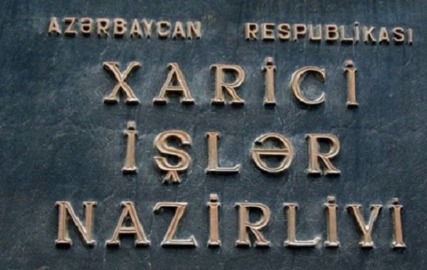 AZƏRBAYCAN RESPUBLİKASI
XARİCİ
İŞLƏR
NAZİRLİYİ